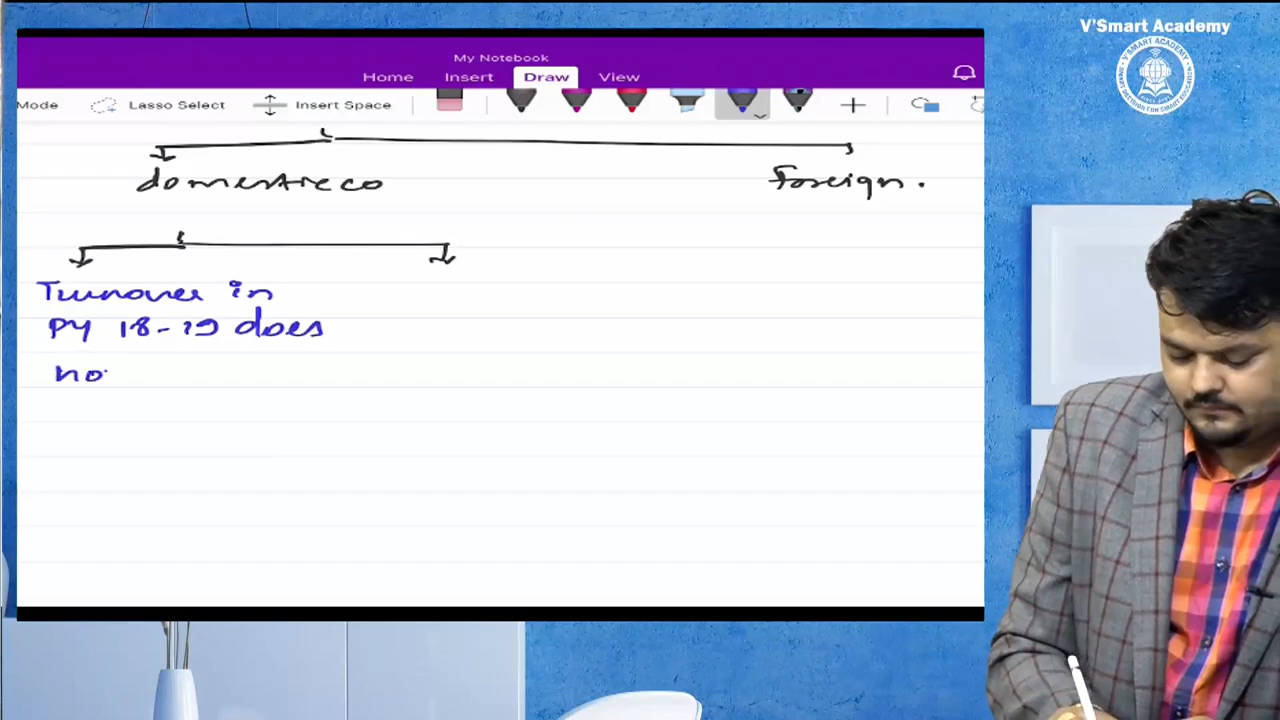 V'Smart Academy
My Notebook
Home Insert Draw View
Mode Lasso Select Insert Space
domestic co foreign.
Turnover in
PY 18-19 does
no